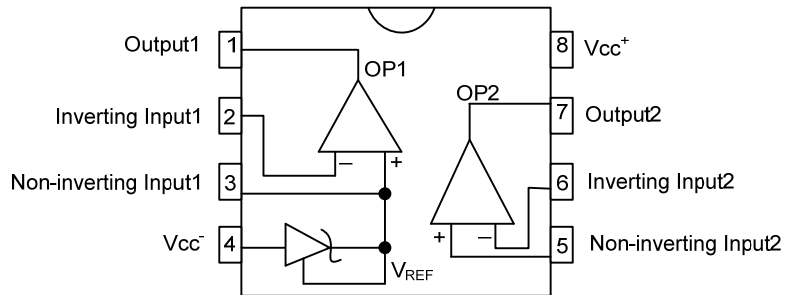 Output1 1
8 Vcc+
OP1
OP2
Inverting Input1 2
7 Output2
− +
Non-inverting Input1 3
6 Inverting Input2
Vcc- 4
+ −
5 Non-inverting Input2
VREF